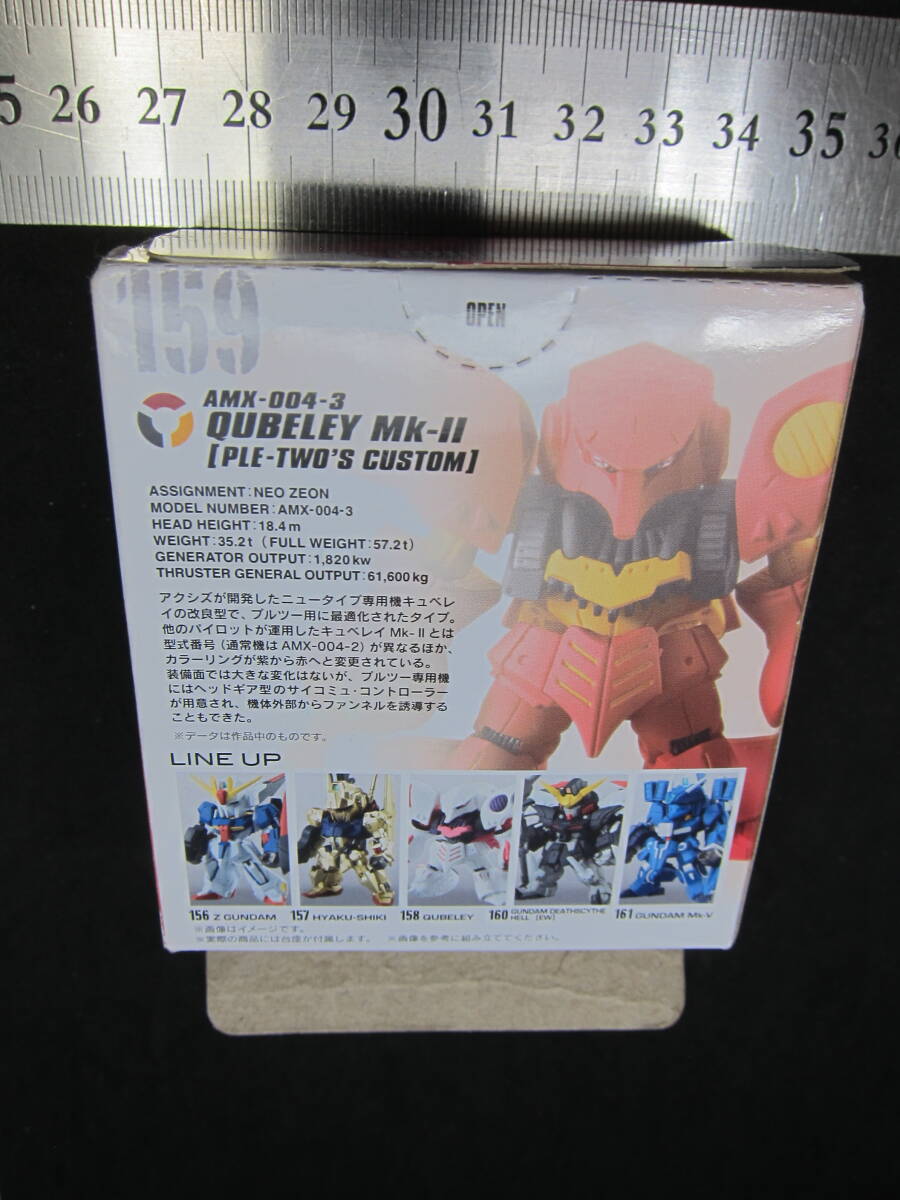 26 27 28 29 30 31 32 33 34 35
159
OPEN
AMX-004-3
QUBELEY Mk-II
[PLE-TWO'S CUSTOM]
ASSIGNMENT:NEO ZEON
MODEL NUMBER:AMX-004-3
HEAD HEIGHT:18.4m
WEIGHT:35.2t (FULL WEIGHT:57.2t)
GENERATOR OUTPUT:1,820kw
THRUSTER GENERAL OUTPUT:61,600kg
アクシズが開発したニュータイプ専用機キュベレ
イの改良型で、プルツー用に最適化されたタイプ。
他のパイロットが運用したキュベレイMk-IIとは
型式番号(通常機はAMX-004-2)が異なるほか、
カラーリングが紫から赤へと変更されている。
装備面では大きな変化はないが、プルツー専用機
にはヘッドギア型のサイコミュ・コントローラー
が用意され、機体外部からファンネルを誘導する
こともできた。
※データは作品中のものです。
LINE UP
156 Z GUNDAM 157 HYAKU-SHIKI 158 QUBELEY 160 GUNDAM DEATHSCYTHE HELL [EW] 161 GUNDAM Mk-V
※画像はイメージです。
※実際の商品には台座が付属します。 ※画像を参考に組み立ててください。